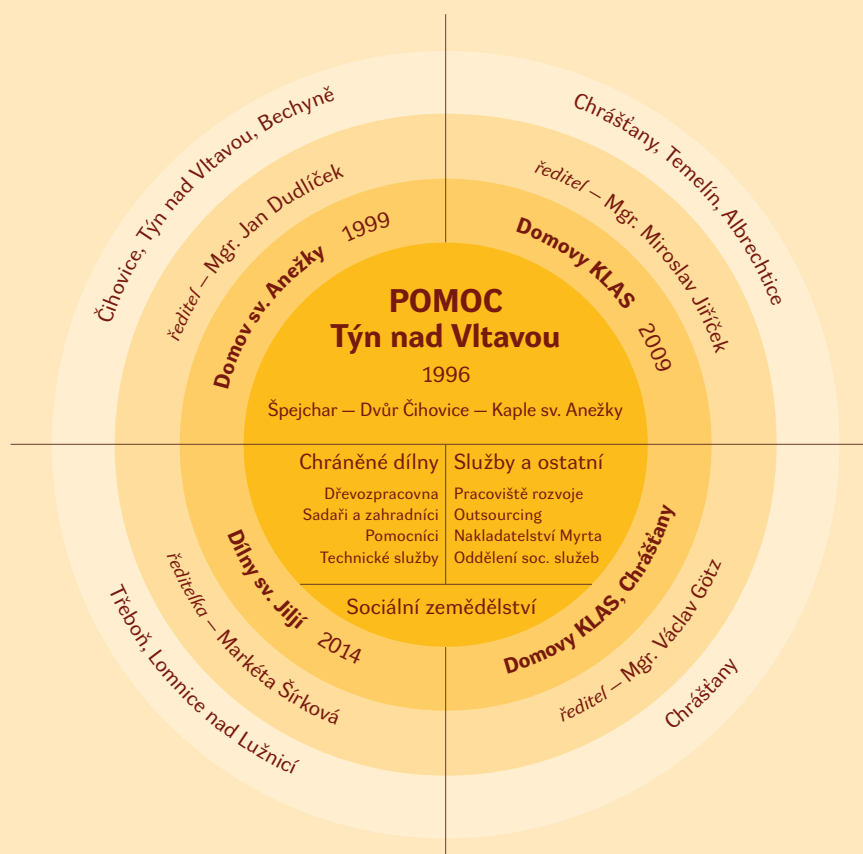 Čihovice, Týn nad Vltavou, Bechyně
ředitel – Mgr. Jan Dudlíček
Domov sv. Anežky 1999
Chrášťany, Temelín, Albrechtice
ředitel – Mgr. Miroslav Jiříček
Domovy KLAS 2009
POMOC
Týn nad Vltavou
1996
Špejchar – Dvůr Čihovice – Kaple sv. Anežky
Chráněné dílny
Dřevozpracovna
Sadaři a zahradníci
Pomocníci
Technické služby
Služby a ostatní
Pracoviště rozvoje
Outsourcing
Nakladatelství Myrta
Oddělení soc. služeb
Sociální zemědělství
Dílny sv. Jiljí 2014
ředitelka – Markéta Šírková
Třeboň, Lomnice nad Lužnicí
Domovy KLAS, Chrášťany
ředitel – Mgr. Václav Götz
Chrášťany